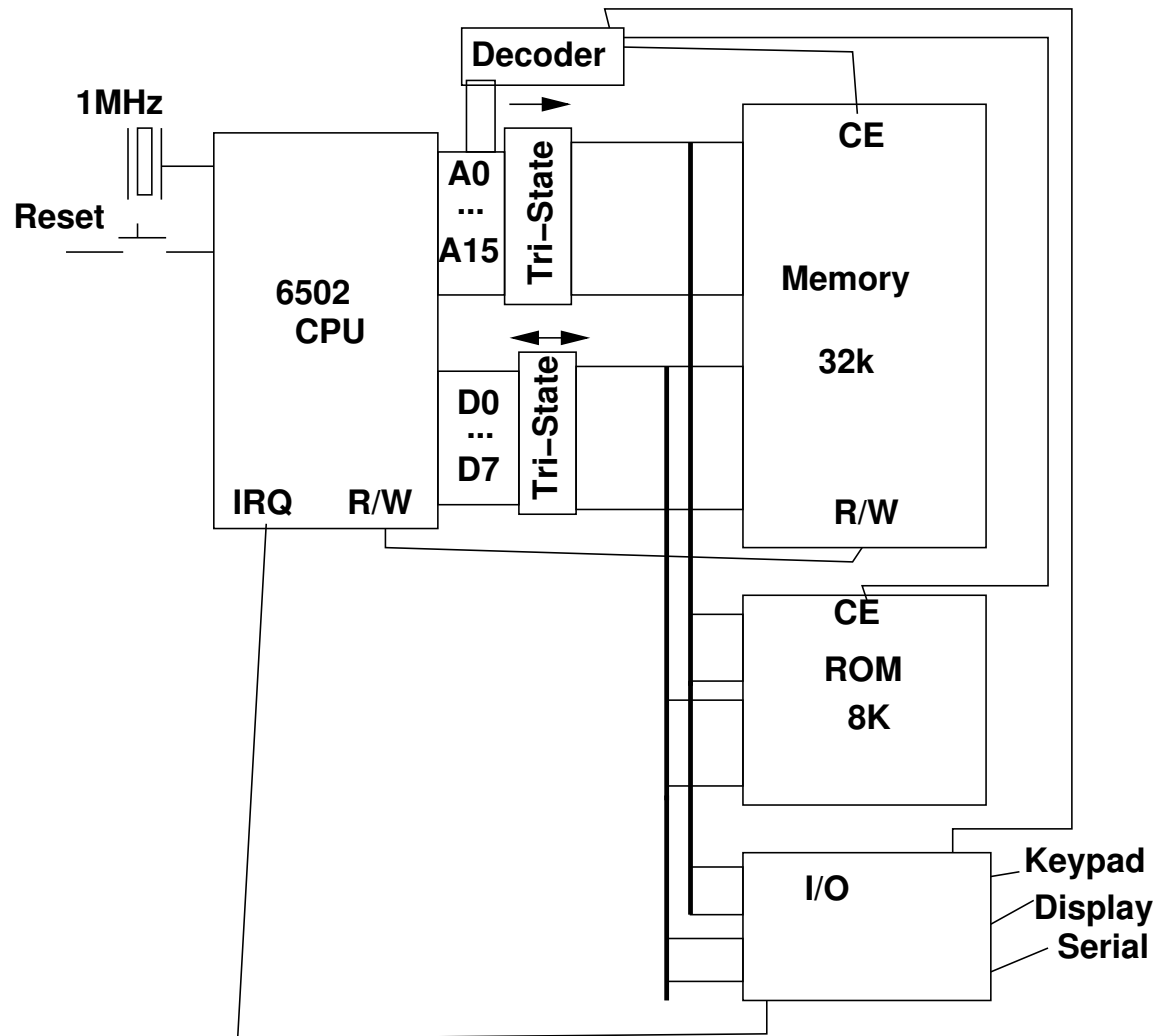 Decoder
1MHz
CE
A0
...
A15
Tri-State
Reset
6502
CPU
Memory
32k
D0
...
D7
Tri-State
IRQ
R/W
R/W
CE
ROM
8K
I/O
Keypad
Display
Serial